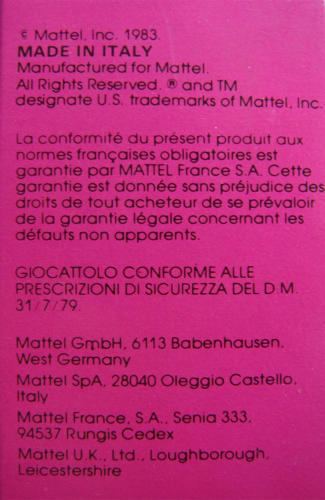 © Mattel, Inc. 1983.
MADE IN ITALY
Manufactured for Mattel.
All Rights Reserved. ® and TM
designate U.S. trademarks of Mattel, Inc.
La conformité du présent produit aux
normes françaises obligatoires est
garantie par MATTEL France S.A. Cette
garantie est donnée sans préjudice des
droits de tout acheteur de se prévaloir
de la garantie légale concernant les
défauts non apparents.
GIOCATTOLO CONFORME ALLE
PRESCRIZIONI DI SICUREZZA DEL D.M.
31/7/79.
Mattel GmbH, 6113 Babenhausen,
West Germany
Mattel SpA, 28040 Oleggio Castello,
Italy
Mattel France, S.A., Senia 333,
94537 Rungis Cedex
Mattel U.K., Ltd., Loughborough,
Leicestershire